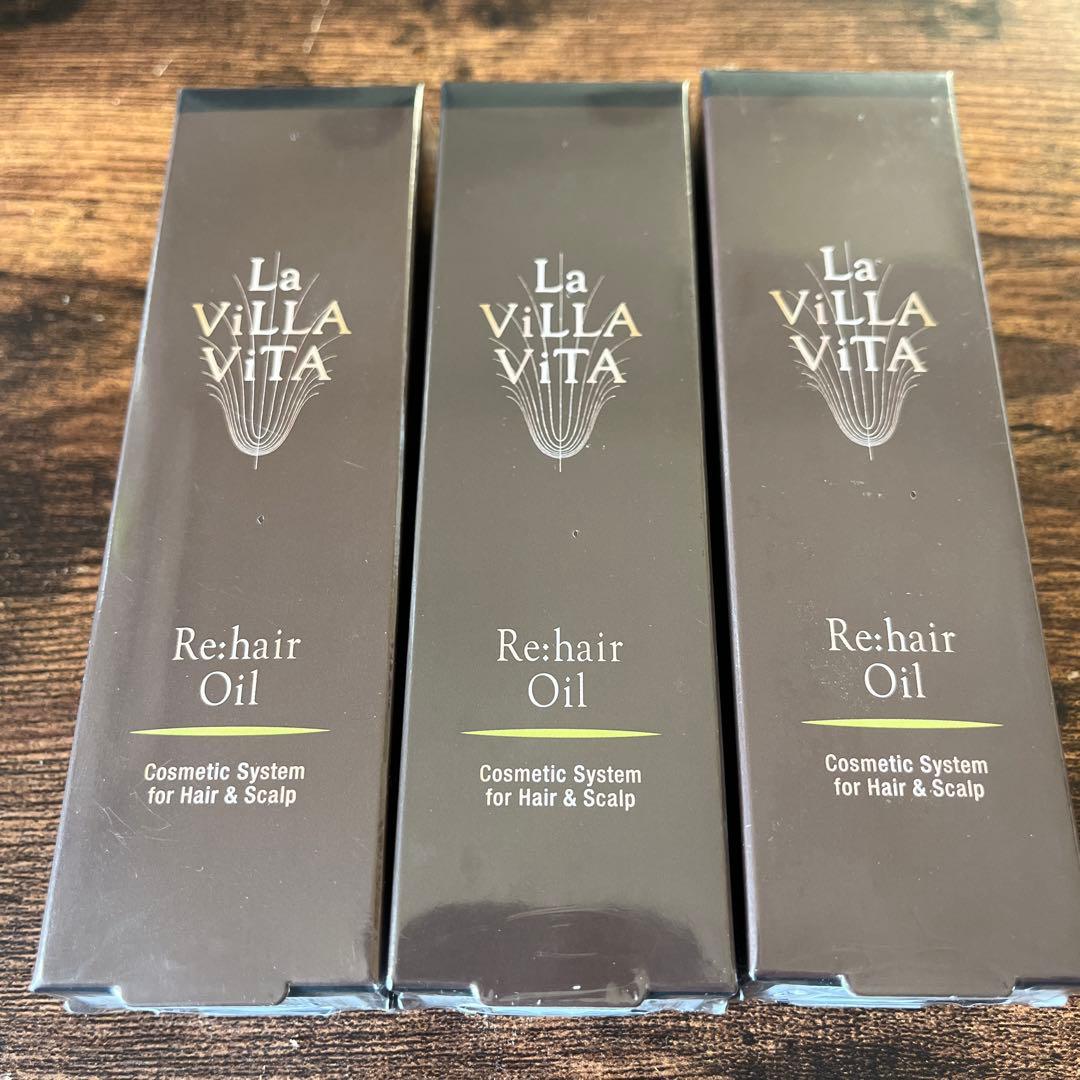 La
ViLLA
ViTA
Re:hair
Oil
Cosmetic System
for Hair & Scalp
La
ViLLA
ViTA
Re:hair
Oil
Cosmetic System
for Hair & Scalp
La
ViLLA
ViTA
Re:hair
Oil
Cosmetic System
for Hair & Scalp